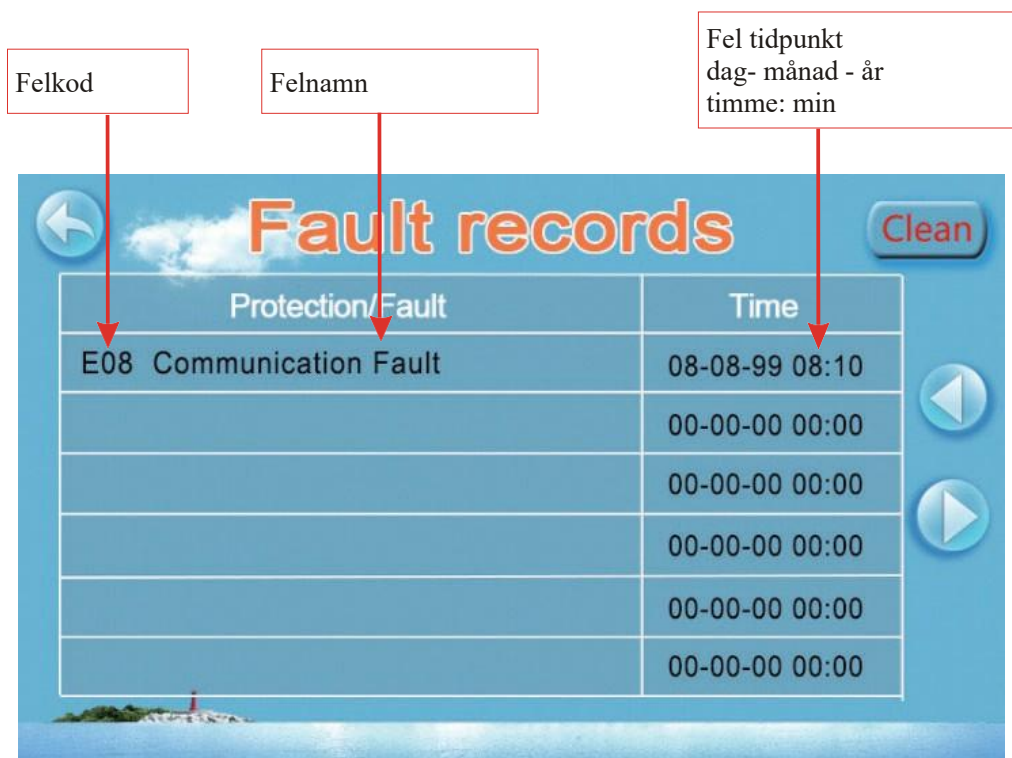 Felkod
Felnamn
Fel tidpunkt
dag- månad - år
timme: min
Fault records
Clean
Protection/Fault Time
E08 Communication Fault 08-08-99 08:10
00-00-00 00:00
00-00-00 00:00
00-00-00 00:00
00-00-00 00:00
00-00-00 00:00